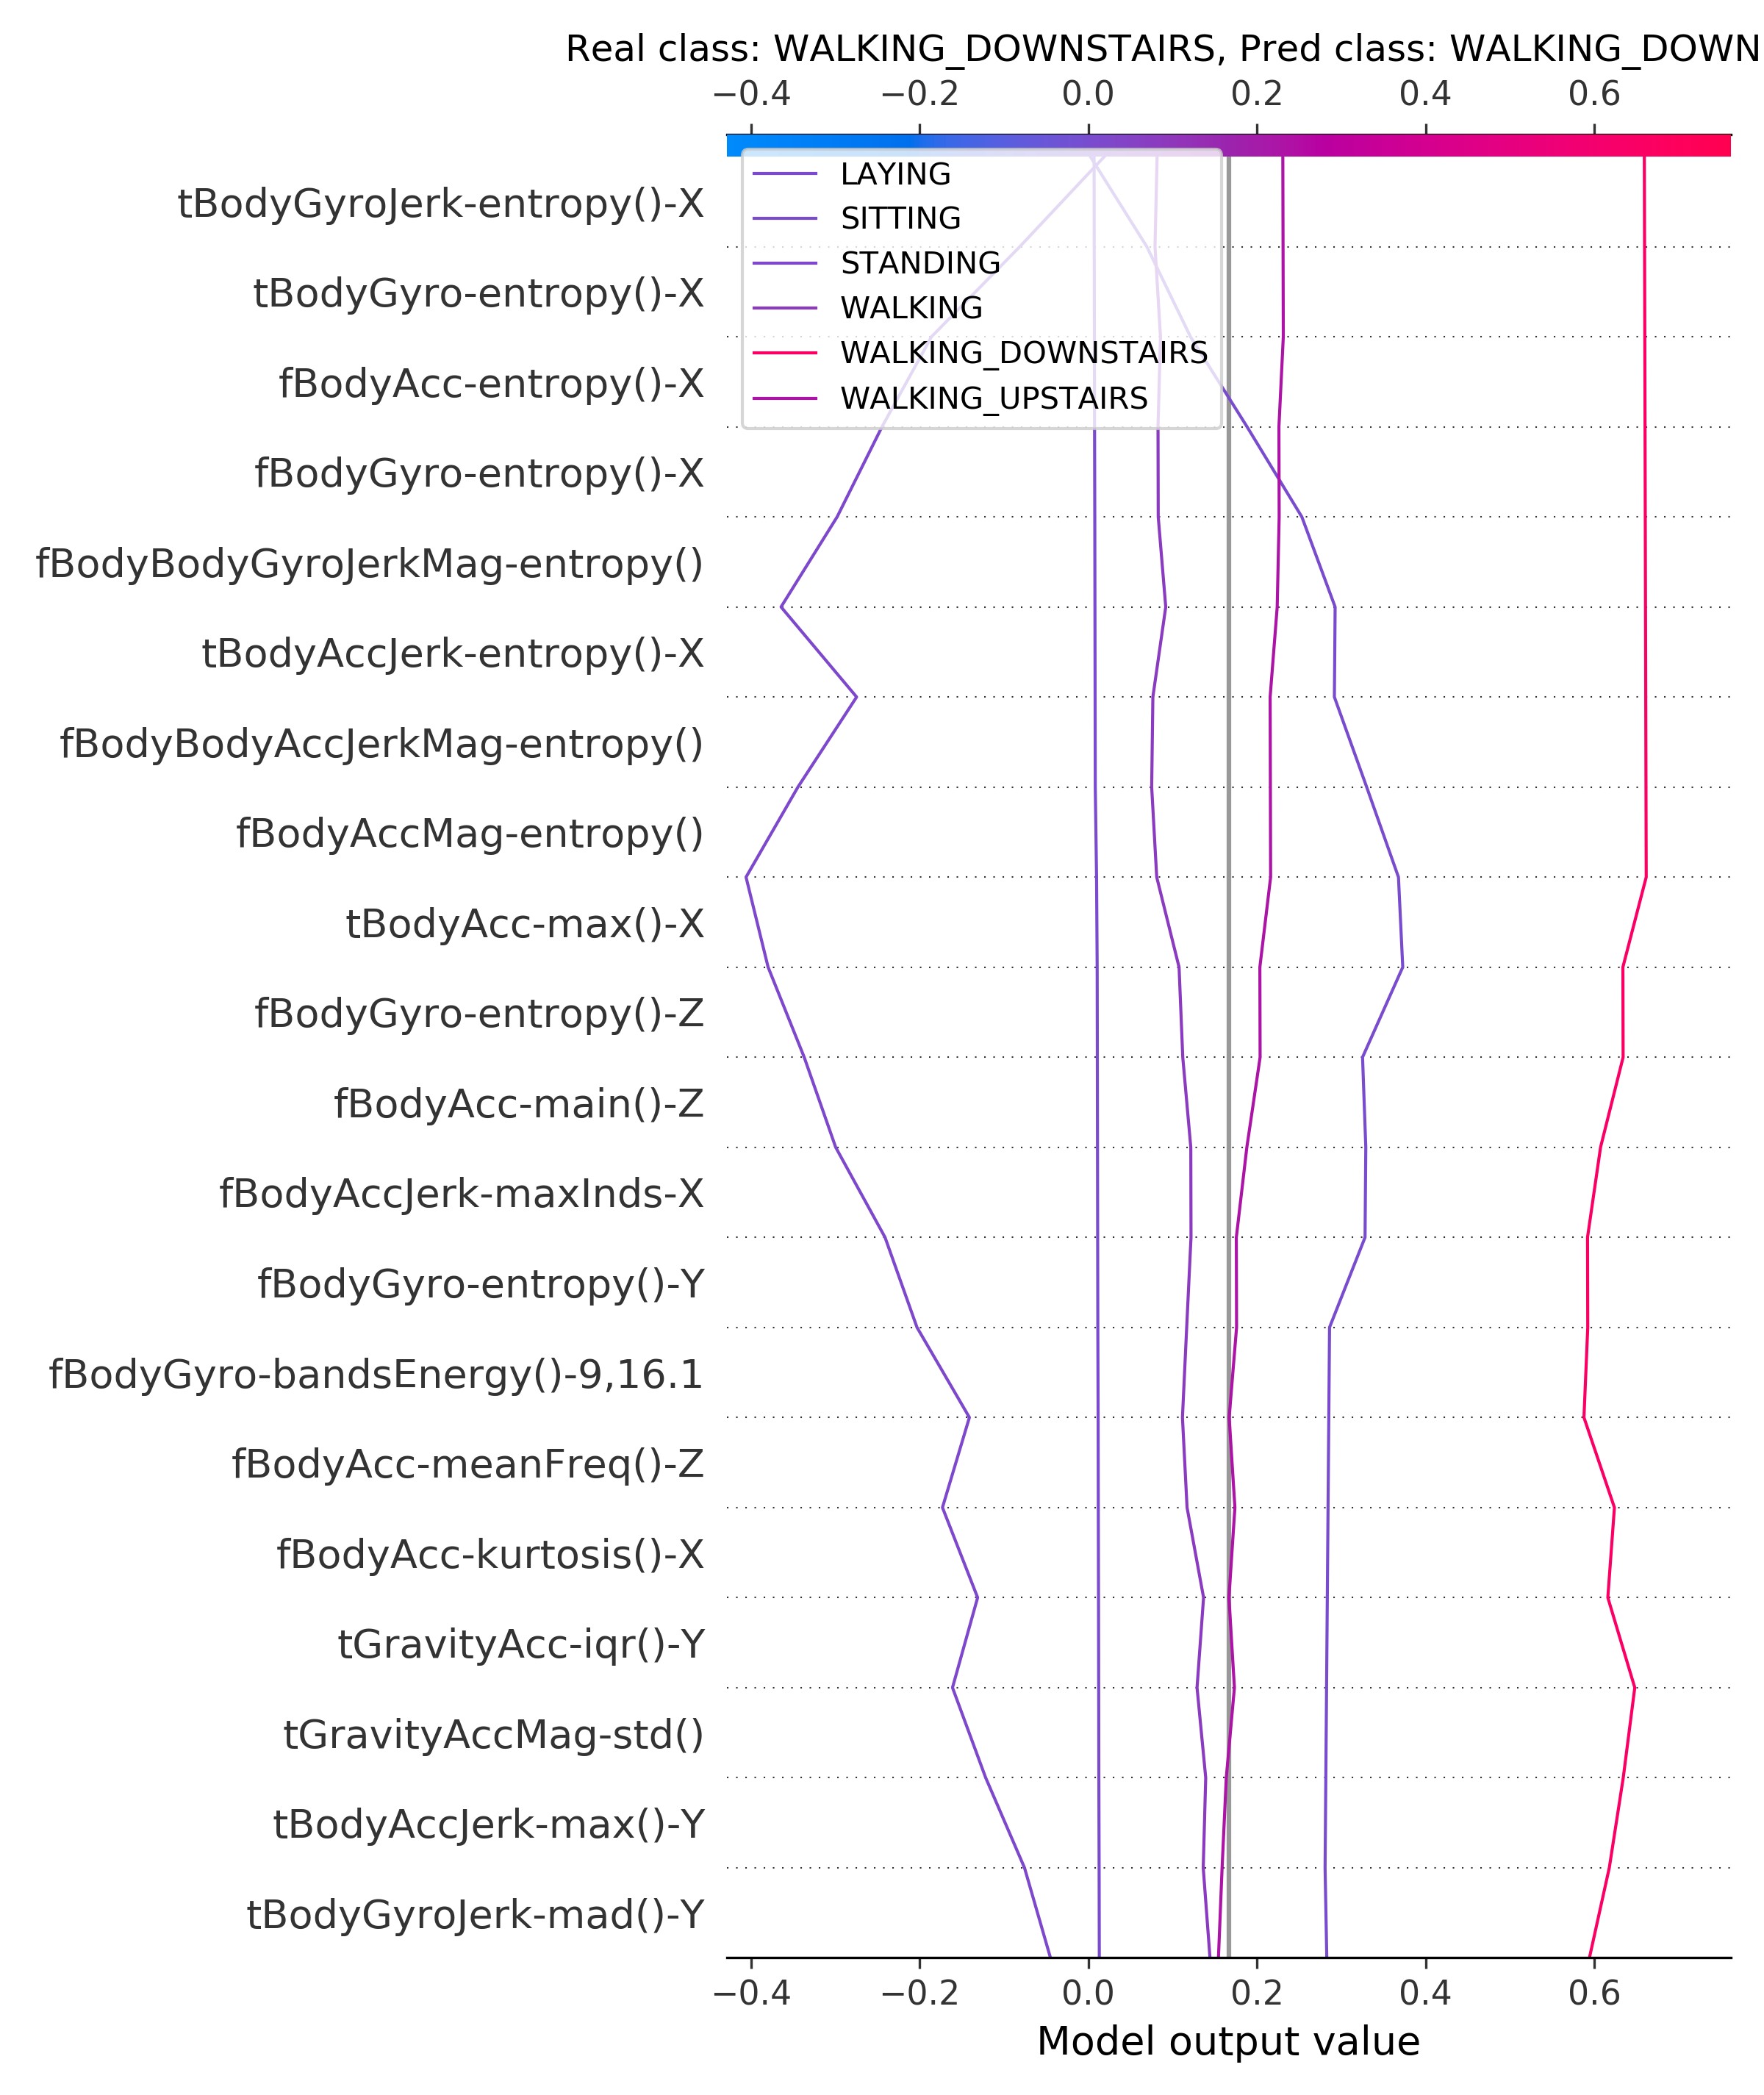 Real class: WALKING_DOWNSTAIRS, Pred class: WALKING_DOWN
−0.4 −0.2 0.0 0.2 0.4 0.6
LAYING
SITTING
STANDING
WALKING
WALKING_DOWNSTAIRS
WALKING_UPSTAIRS
tBodyGyroJerk-entropy()-X
tBodyGyro-entropy()-X
fBodyAcc-entropy()-X
fBodyGyro-entropy()-X
fBodyBodyGyroJerkMag-entropy()
tBodyAccJerk-entropy()-X
fBodyBodyAccJerkMag-entropy()
fBodyAccMag-entropy()
tBodyAcc-max()-X
fBodyGyro-entropy()-Z
fBodyAcc-main()-Z
fBodyAccJerk-maxInds-X
fBodyGyro-entropy()-Y
fBodyGyro-bandsEnergy()-9,16.1
fBodyAcc-meanFreq()-Z
fBodyAcc-kurtosis()-X
tGravityAcc-iqr()-Y
tGravityAccMag-std()
tBodyAccJerk-max()-Y
tBodyGyroJerk-mad()-Y
−0.4 −0.2 0.0 0.2 0.4 0.6
Model output value